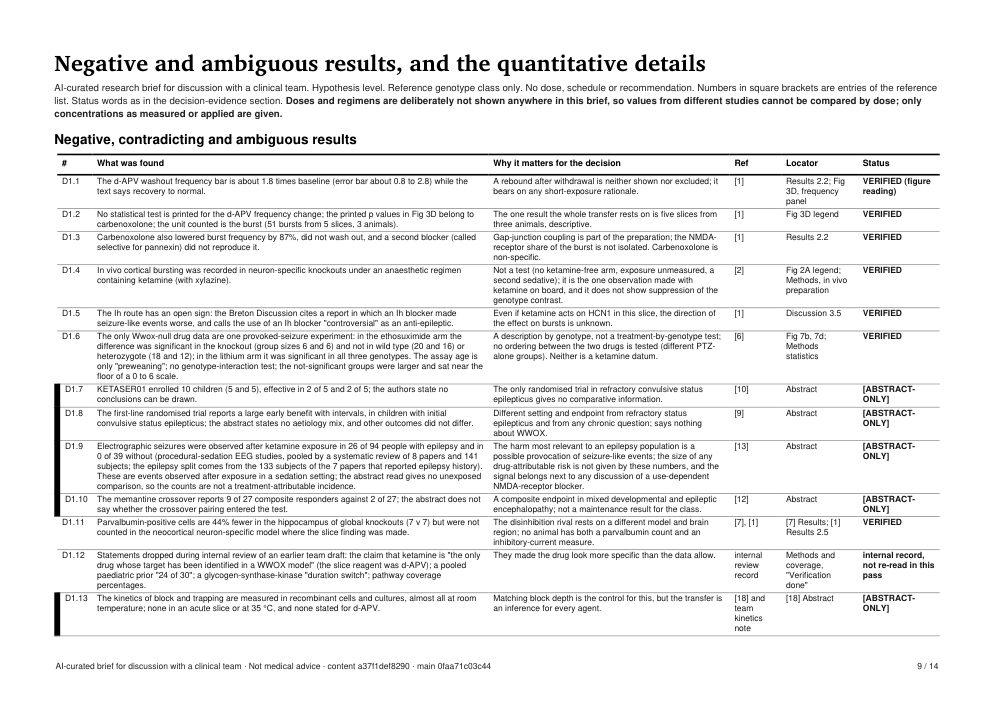 Negative and ambiguous results, and the quantitative details
AI-curated research brief for discussion with a clinical team. Hypothesis level. Reference genotype class only. No dose, schedule or recommendation. Numbers in square brackets are entries of the reference
list. Status words as in the decision-evidence section. Doses and regimens are deliberately not shown anywhere in this brief, so values from different studies cannot be compared by dose; only
concentrations as measured or applied are given.
Negative, contradicting and ambiguous results
# What was found Why it matters for the decision Ref Locator Status
D1.1 The d-APV washout frequency bar is about 1.8 times baseline (error bar about 0.8 to 2.8) while the
text says recovery to normal.
A rebound after withdrawal is neither shown nor excluded; it
bears on any short-exposure rationale.
[1]
Results 2.2; Fig
3D, frequency
panel
VERIFIED (figure
reading)
D1.2 No statistical test is printed for the d-APV frequency change; the printed p values in Fig 3D belong to
carbenoxolone; the unit counted is the burst (51 bursts from 5 slices, 3 animals).
The one result the whole transfer rests on is five slices from
three animals, descriptive.
[1]
Fig 3D legend
VERIFIED
D1.3 Carbenoxolone also lowered burst frequency by 87%, did not wash out, and a second blocker (called
selective for pannexin) did not reproduce it.
Gap-junction coupling is part of the preparation; the NMDA-
receptor share of the burst is not isolated. Carbenoxolone is
non-specific.
[1]
Results 2.2
VERIFIED
D1.4 In vivo cortical bursting was recorded in neuron-specific knockouts under an anaesthetic regimen
containing ketamine (with xylazine).
Not a test (no ketamine-free arm, exposure unmeasured, a
second sedative); it is the one observation made with
ketamine on board, and it does not show suppression of the
genotype contrast.
[2]
Fig 2A legend;
Methods, in vivo
preparation
VERIFIED
D1.5 The Ih route has an open sign: the Breton Discussion cites a report in which an Ih blocker made
seizure-like events worse, and calls the use of an Ih blocker "controversial" as an anti-epileptic.
Even if ketamine acts on HCN1 in this slice, the direction of
the effect on bursts is unknown.
[1]
Discussion 3.5
VERIFIED
D1.6 The only Wwox-null drug data are one provoked-seizure experiment: in the ethosuximide arm the
difference was significant in the knockout (group sizes 6 and 6) and not in wild type (20 and 16) or
heterozygote (18 and 12); in the lithium arm it was significant in all three genotypes. The assay age is
only "preweaning"; no genotype-interaction test; the not-significant groups were larger and sat near the
floor of a 0 to 6 scale.
A description by genotype, not a treatment-by-genotype test;
no ordering between the two drugs is tested (different PTZ-
alone groups). Neither is a ketamine datum.
[6]
Fig 7b, 7d;
Methods
statistics
VERIFIED
D1.7 KETASER01 enrolled 10 children (5 and 5), effective in 2 of 5 and 2 of 5; the authors state no
conclusions can be drawn.
The only randomised trial in refractory convulsive status
epilepticus gives no comparative information.
[10]
Abstract
[ABSTRACT-
ONLY]
D1.8 The first-line randomised trial reports a large early benefit with intervals, in children with initial
convulsive status epilepticus; the abstract states no aetiology mix, and other outcomes did not differ.
Different setting and endpoint from refractory status
epilepticus and from any chronic question; says nothing
about WWOX.
[9]
Abstract
[ABSTRACT-
ONLY]
D1.9 Electrographic seizures were observed after ketamine exposure in 26 of 94 people with epilepsy and in
0 of 39 without (procedural-sedation EEG studies, pooled by a systematic review of 8 papers and 141
subjects; the epilepsy split comes from the 133 subjects of the 7 papers that reported epilepsy history).
These are events observed after exposure in a sedation setting; the abstract read gives no unexposed
comparison, so the counts are not a treatment-attributable incidence.
The harm most relevant to an epilepsy population is a
possible provocation of seizure-like events; the size of any
drug-attributable risk is not given by these numbers, and the
signal belongs next to any discussion of a use-dependent
NMDA-receptor blocker.
[13]
Abstract
[ABSTRACT-
ONLY]
D1.10 The memantine crossover reports 9 of 27 composite responders against 2 of 27; the abstract does not
say whether the crossover pairing entered the test.
A composite endpoint in mixed developmental and epileptic
encephalopathy; not a maintenance result for the class.
[12]
Abstract
[ABSTRACT-
ONLY]
D1.11 Parvalbumin-positive cells are 44% fewer in the hippocampus of global knockouts (7 v 7) but were not
counted in the neocortical neuron-specific model where the slice finding was made.
The disinhibition rival rests on a different model and brain
region; no animal has both a parvalbumin count and an
inhibitory-current measure.
[7], [1]
[7] Results; [1]
Results 2.5
VERIFIED
D1.12 Statements dropped during internal review of an earlier team draft: the claim that ketamine is "the only
drug whose target has been identified in a WWOX model" (the slice reagent was d-APV); a pooled
paediatric prior "24 of 30"; a glycogen-synthase-kinase "duration switch"; pathway coverage
percentages.
They made the drug look more specific than the data allow.
internal
review
record
Methods and
coverage,
"Verification
done"
internal record,
not re-read in this
pass
D1.13 The kinetics of block and trapping are measured in recombinant cells and cultures, almost all at room
temperature; none in an acute slice or at 35 °C, and none stated for d-APV.
Matching block depth is the control for this, but the transfer is
an inference for every agent.
[18] and
team
kinetics
note
[18] Abstract
[ABSTRACT-
ONLY]
AI-curated brief for discussion with a clinical team · Not medical advice · content a37f1def8290 · main 0faa71c03c44
9 / 14